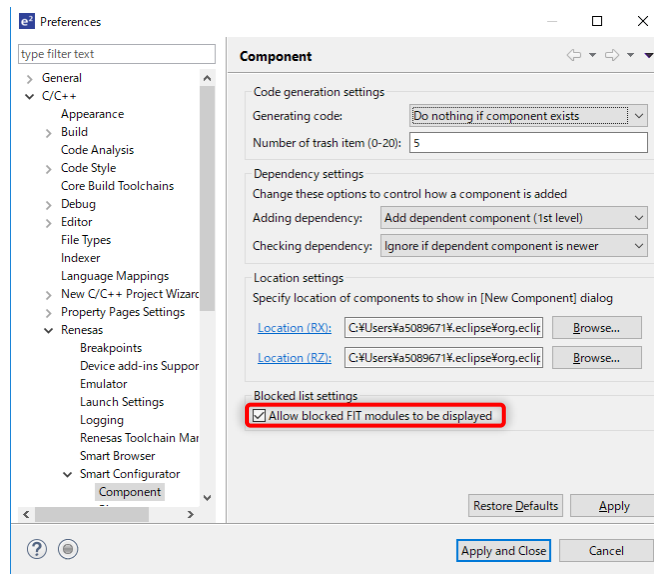 e² Preferences
type filter text
General
C/C++
Appearance
Build
Code Analysis
Code Style
Core Build Toolchains
Debug
Editor
File Types
Indexer
Language Mappings
New C/C++ Project Wizarc
Property Pages Settings
Renesas
Breakpoints
Device add-ins Suppor
Emulator
Launch Settings
Logging
Renesas Toolchain Mar
Smart Browser
Smart Configurator
Component
Component
Code generation settings
Generating code: Do nothing if component exists
Number of trash item (0-20): 5
Dependency settings
Change these options to control how a component is added
Adding dependency: Add dependent component (1st level)
Checking dependency: Ignore if dependent component is newer
Location settings
Specify location of components to show in [New Component] dialog
Location (RX): C:¥Users¥a5089671¥.eclipse¥org.eclip Browse...
Location (RZ): C:¥Users¥a5089671¥.eclipse¥org.eclip Browse...
Blocked list settings
Allow blocked FIT modules to be displayed
Restore Defaults Apply
Apply and Close Cancel